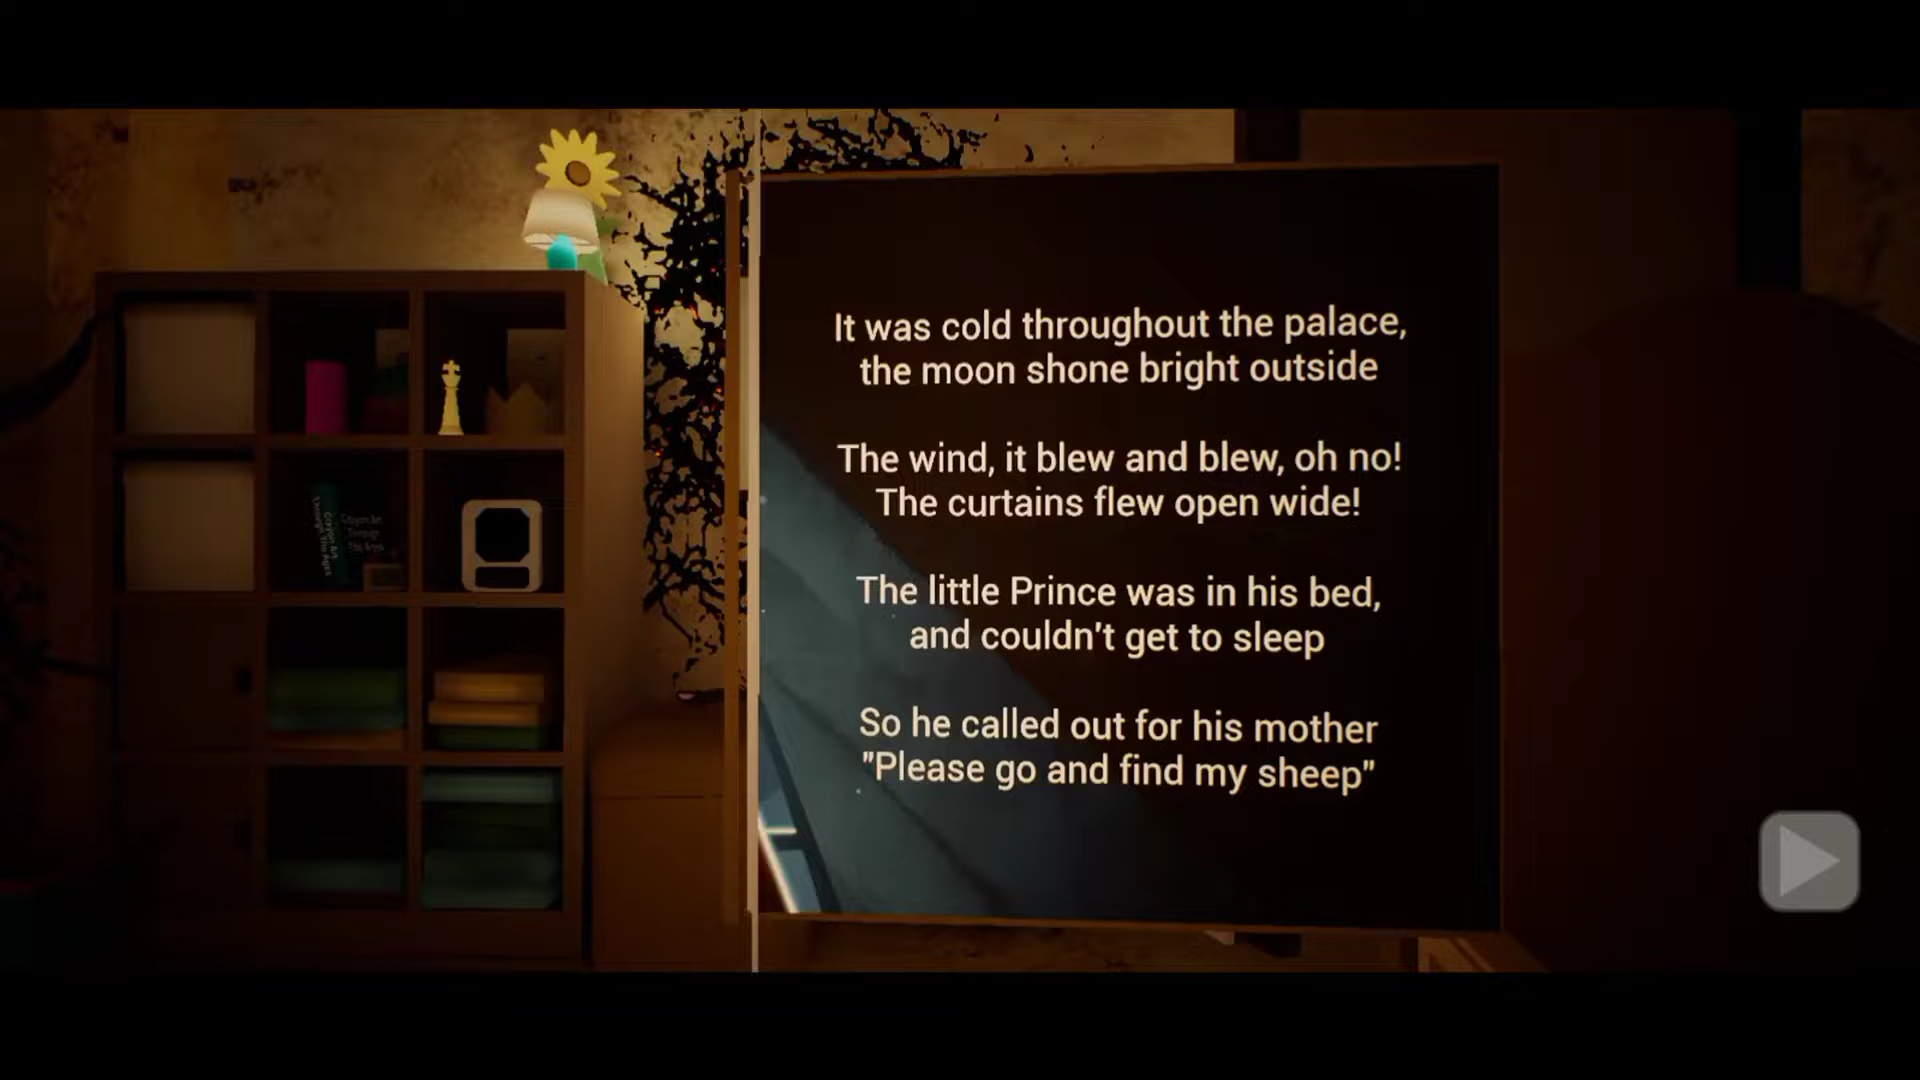 It was cold throughout the palace,
the moon shone bright outside
The wind, it blew and blew, oh no!
The curtains flew open wide!
The little Prince was in his bed,
and couldn't get to sleep
So he called out for his mother
"Please go and find my sheep"